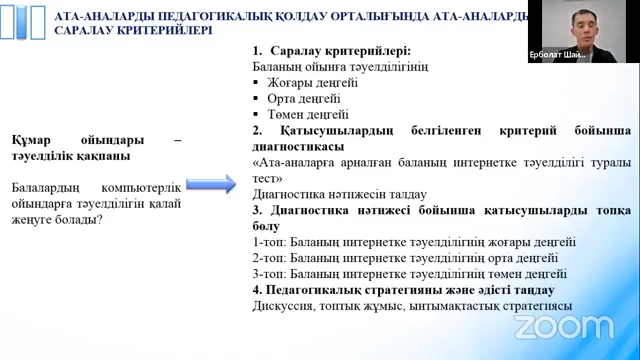 АТА-АНАЛАРДЫ ПЕДАГОГИКАЛЫҚ ҚОЛДАУ ОРТАЛЫҒЫНДА АТА-АНАЛАРДЫ
САРАЛАУ КРИТЕРИЙЛЕРІ
Ерболат Шай...
Құмар ойындары –
тәуелділік қақпаны
Балалардың компьютерлік
ойындарға тәуелділігін қалай
жеңуге болады?
1. Саралау критерийлері:
Баланың ойынға тәуелділігінің
▪ Жоғары деңгейі
▪ Орта деңгейі
▪ Төмен деңгейі
2. Қатысушылардың белгіленген критерий бойынша
диагностикасы
«Ата-аналарға арналған баланың интернетке тәуелділігі туралы
тест»
Диагностика нәтижесін талдау
3. Диагностика нәтижесі бойынша қатысушыларды топқа
бөлу
1-топ: Баланың интернетке тәуелділігнің жоғары деңгейі
2-топ: Баланың интернетке тәуелділігнің орта деңгейі
3-топ: Баланың интернетке тәуелділігнің төмен деңгейі
4. Педагогикалық стратегияны және әдісті таңдау
Дискуссия, топтық жұмыс, ынтымақтастық стратегиясы
zoom